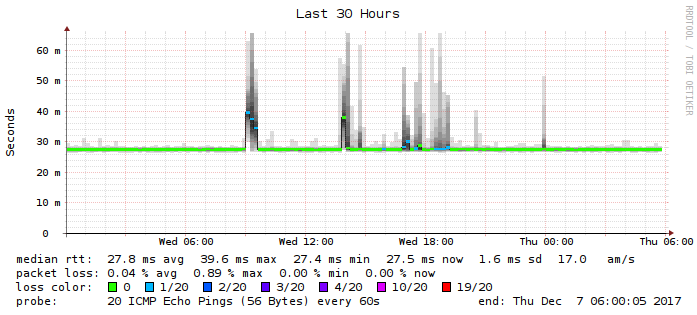 Last 30 Hours
RRDTOOL / TOBI OETIKER
Seconds
60 m
50 m
40 m
30 m
20 m
10 m
0
Wed 06:00 Wed 12:00 Wed 18:00 Thu 00:00 Thu 06:00
median rtt: 27.8 ms avg 39.6 ms max 27.4 ms min 27.5 ms now 1.6 ms sd 17.0 am/s
packet loss: 0.04 % avg 0.89 % max 0.00 % min 0.00 % now
loss color: 0 1/20 2/20 3/20 4/20 10/20 19/20
probe: 20 ICMP Echo Pings (56 Bytes) every 60s end: Thu Dec 7 06:00:05 2017